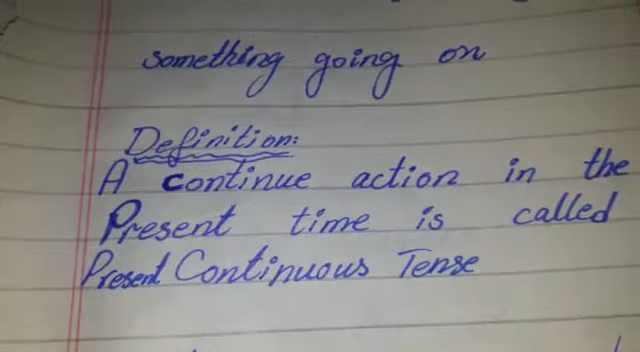 something going on
Definition:
A continue action in the
Present time is called
Present Continuous Tense